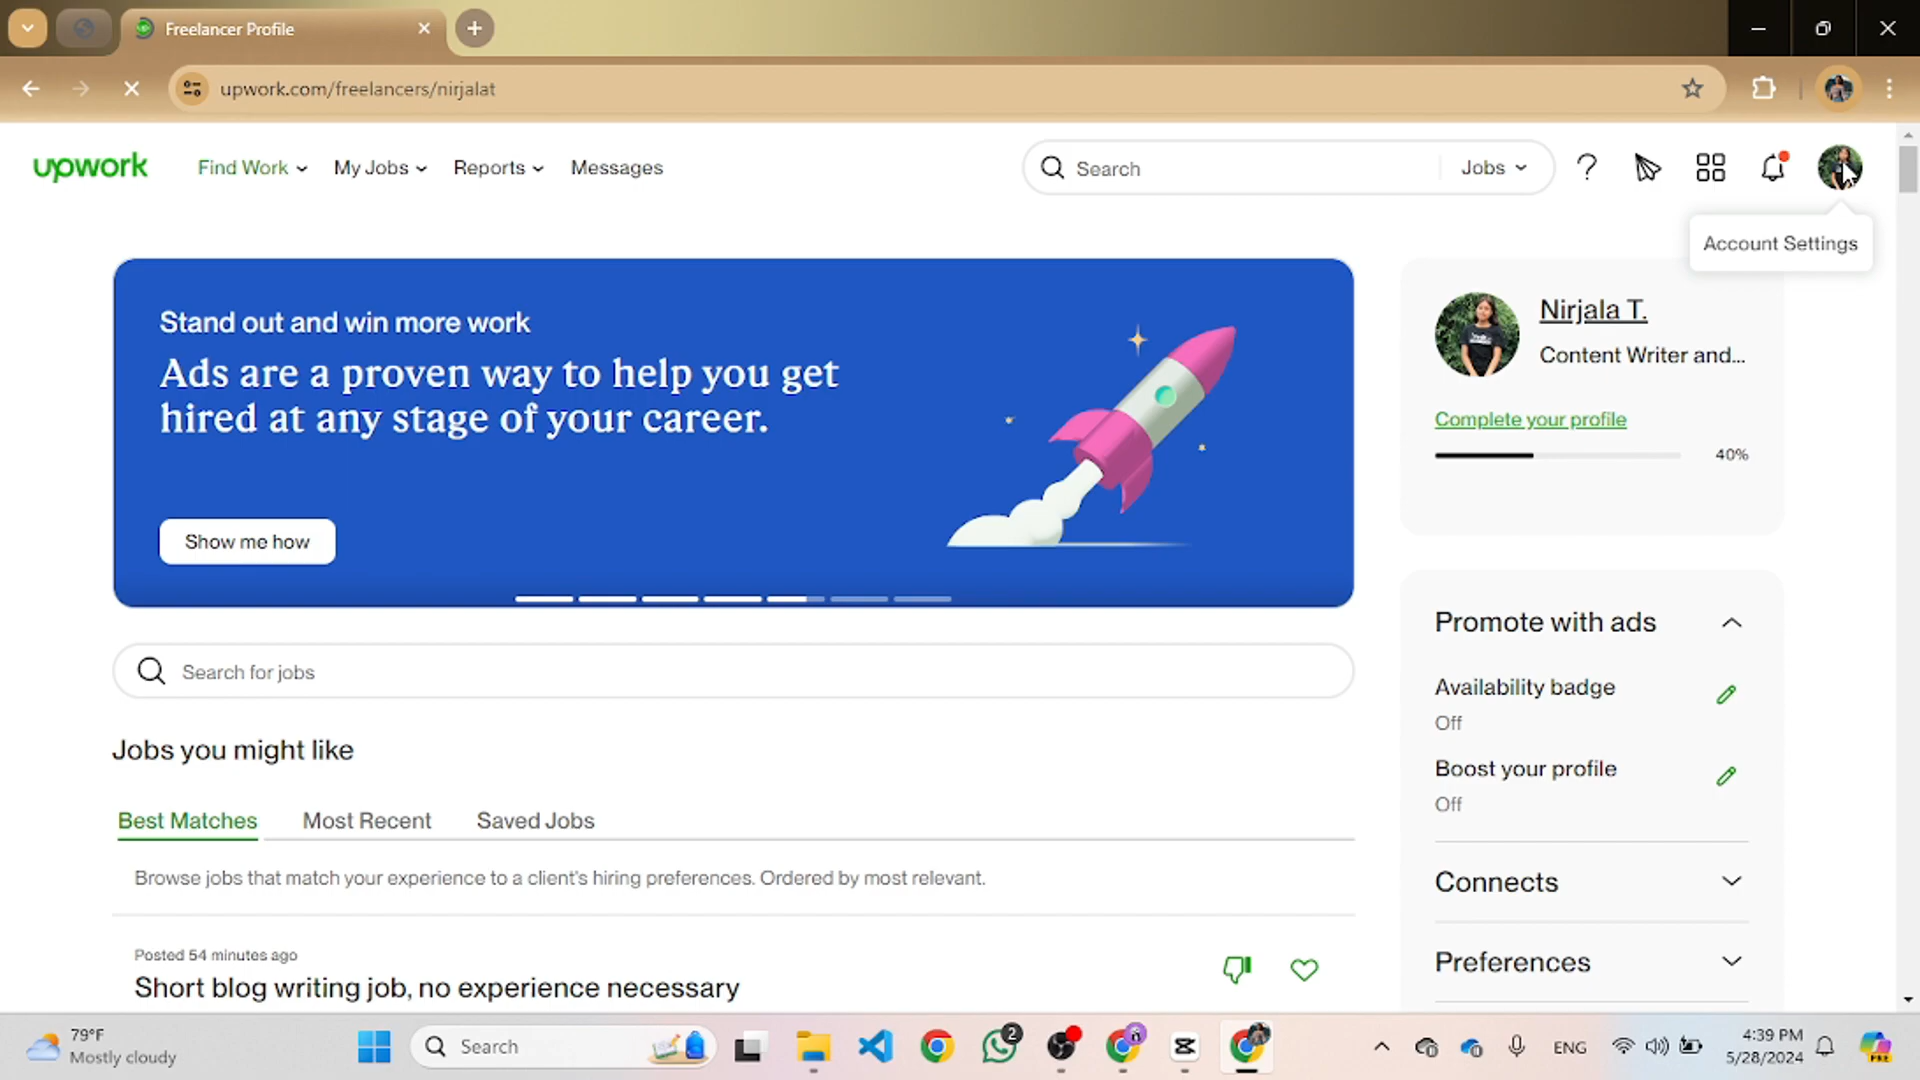 Freelancer Profile
upwork.com/freelancers/nirjalat
upwork
Find Work
My Jobs
Reports
Messages
Search
Jobs
Account Settings
Stand out and win more work
Ads are a proven way to help you get
hired at any stage of your career.
Show me how
Nirjala T.
Content Writer and...
Complete your profile
40%
Search for jobs
Promote with ads
Availability badge
Off
Boost your profile
Off
Connects
Preferences
Jobs you might like
Best Matches
Most Recent
Saved Jobs
Browse jobs that match your experience to a client's hiring preferences. Ordered by most relevant.
Posted 54 minutes ago
Short blog writing job, no experience necessary
79°F
Mostly cloudy
Search
2
ENG
4:39 PM
5/28/2024
PRE